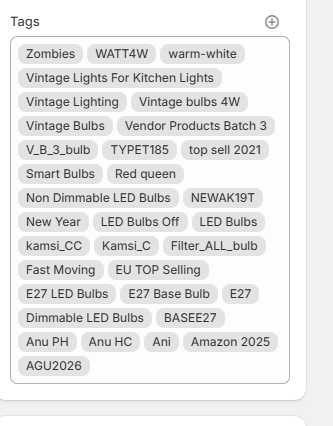 Tags
Zombies WATT4W warm-white
Vintage Lights For Kitchen Lights
Vintage Lighting Vintage bulbs 4W
Vintage Bulbs Vendor Products Batch 3
V_B_3_bulb TYPET185 top sell 2021
Smart Bulbs Red queen
Non Dimmable LED Bulbs NEWAK19T
New Year LED Bulbs Off LED Bulbs
kamsi_CC Kamsi_C Filter_ALL_bulb
Fast Moving EU TOP Selling
E27 LED Bulbs E27 Base Bulb E27
Dimmable LED Bulbs BASEE27
Anu PH Anu HC Ani Amazon 2025
AGU2026